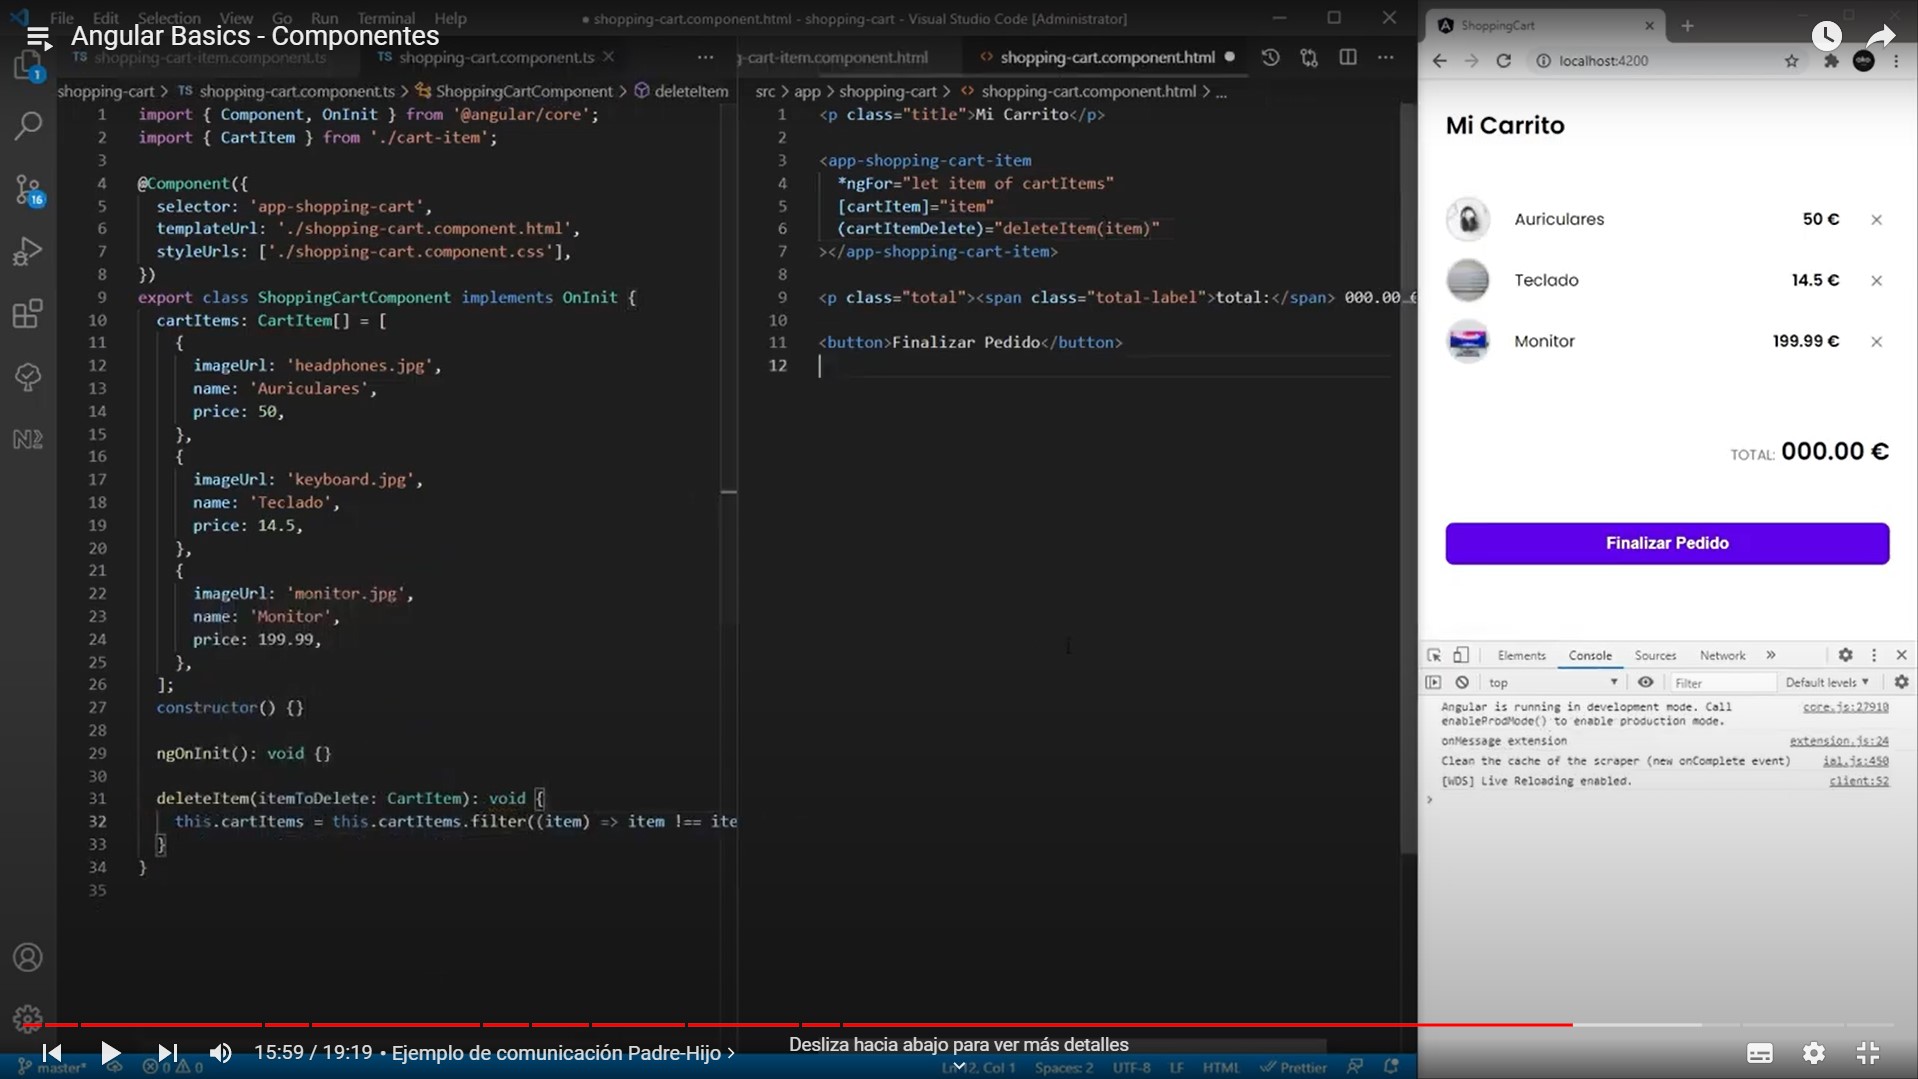 File Edit Selection View Go Run Terminal Help
● shopping-cart.component.html - shopping-cart - Visual Studio Code [Administrator]
Angular Basics - Componentes
TS shopping-cart-item.component.ts
TS shopping-cart.component.ts
shopping-cart > TS shopping-cart.component.ts > ShoppingCartComponent > deleteItem
1 import { Component, OnInit } from '@angular/core';
2 import { CartItem } from './cart-item';
3
4 @Component({
5 selector: 'app-shopping-cart',
6 templateUrl: './shopping-cart.component.html',
7 styleUrls: ['./shopping-cart.component.css'],
8 })
9 export class ShoppingCartComponent implements OnInit {
10 cartItems: CartItem[] = [
11 {
12 imageUrl: 'headphones.jpg',
13 name: 'Auriculares',
14 price: 50,
15 },
16 {
17 imageUrl: 'keyboard.jpg',
18 name: 'Teclado',
19 price: 14.5,
20 },
21 {
22 imageUrl: 'monitor.jpg',
23 name: 'Monitor',
24 price: 199.99,
25 },
26 ];
27 constructor() {}
28
29 ngOnInit(): void {}
30
31 deleteItem(itemToDelete: CartItem): void {
32 this.cartItems = this.cartItems.filter((item) => item !== ite
33 }
34 }
35
g-cart-item.component.html
<> shopping-cart.component.html ●
src > app > shopping-cart > <> shopping-cart.component.html > ...
1 <p class="title">Mi Carrito</p>
2
3 <app-shopping-cart-item
4 *ngFor="let item of cartItems"
5 [cartItem]="item"
6 (cartItemDelete)="deleteItem(item)"
7 ></app-shopping-cart-item>
8
9 <p class="total"><span class="total-label">total:</span> 000.00 €
10
11 <button>Finalizar Pedido</button>
12
ShoppingCart
localhost:4200
Mi Carrito
Auriculares 50 €
Teclado 14.5 €
Monitor 199.99 €
TOTAL: 000.00 €
Finalizar Pedido
Elements Console Sources Network »
top Filter Default levels
Angular is running in development mode. Call core.js:27910
enableProdMode() to enable production mode.
onMessage extension extension.js:24
Clean the cache of the scraper (new onComplete event) ial.js:450
[WDS] Live Reloading enabled. client:52
1
16
N2
15:59 / 19:19 • Ejemplo de comunicación Padre-Hijo >
Desliza hacia abajo para ver más detalles
master* 0 0
Ln 12, Col 1 Spaces: 2 UTF-8 LF HTML Prettier